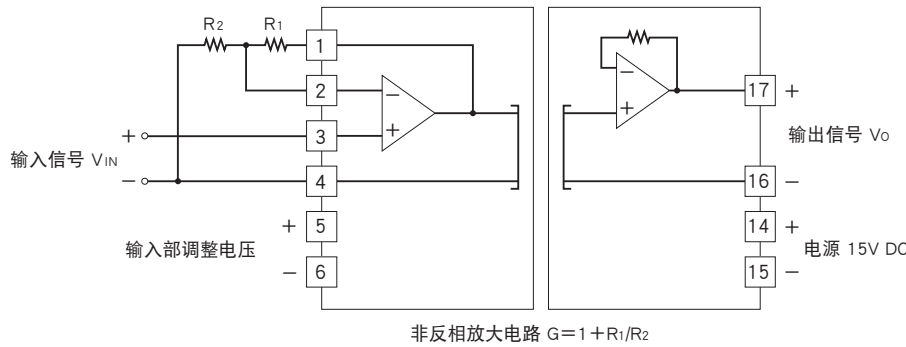 R2 R1
1
2
−
+
3
4
+
输入信号 VIN
−
+ 5
输入部调整电压
− 6
−
+
17 +
输出信号 VO
16 −
14 +
电源 15V DC
15 −
非反相放大电路 G=1+R1/R2